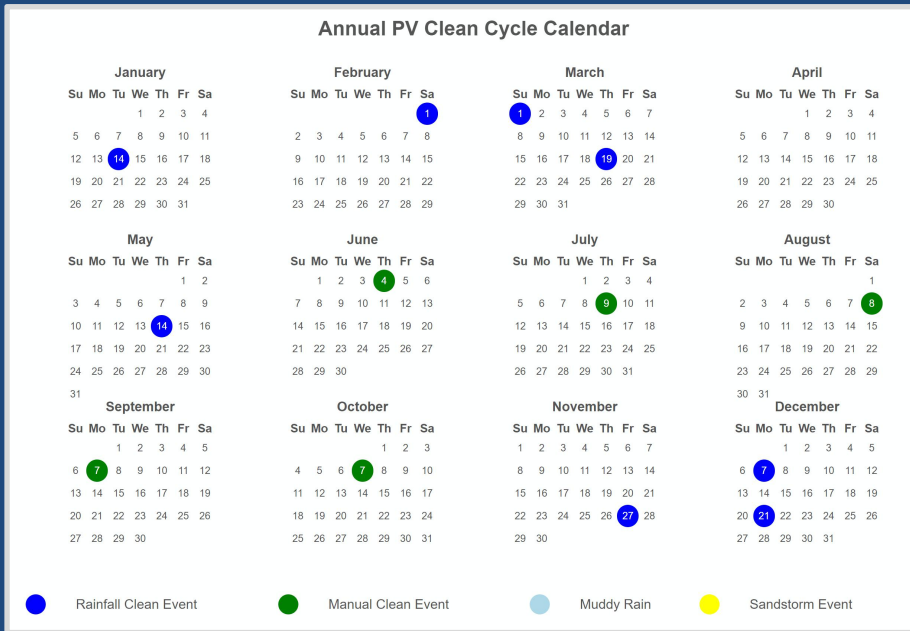 Annual PV Clean Cycle Calendar
January
Su Mo Tu We Th Fr Sa
1 2 3 4
5 6 7 8 9 10 11
12 13 14 15 16 17 18
19 20 21 22 23 24 25
26 27 28 29 30 31
February
Su Mo Tu We Th Fr Sa
1
2 3 4 5 6 7 8
9 10 11 12 13 14 15
16 17 18 19 20 21 22
23 24 25 26 27 28 29
March
Su Mo Tu We Th Fr Sa
1 2 3 4 5 6 7
8 9 10 11 12 13 14
15 16 17 18 19 20 21
22 23 24 25 26 27 28
29 30 31
April
Su Mo Tu We Th Fr Sa
1 2 3 4
5 6 7 8 9 10 11
12 13 14 15 16 17 18
19 20 21 22 23 24 25
26 27 28 29 30
May
Su Mo Tu We Th Fr Sa
1 2
3 4 5 6 7 8 9
10 11 12 13 14 15 16
17 18 19 20 21 22 23
24 25 26 27 28 29 30
31
June
Su Mo Tu We Th Fr Sa
1 2 3 4 5 6
7 8 9 10 11 12 13
14 15 16 17 18 19 20
21 22 23 24 25 26 27
28 29 30
July
Su Mo Tu We Th Fr Sa
1 2 3 4
5 6 7 8 9 10 11
12 13 14 15 16 17 18
19 20 21 22 23 24 25
26 27 28 29 30 31
August
Su Mo Tu We Th Fr Sa
1
2 3 4 5 6 7 8
9 10 11 12 13 14 15
16 17 18 19 20 21 22
23 24 25 26 27 28 29
30 31
September
Su Mo Tu We Th Fr Sa
1 2 3 4 5
6 7 8 9 10 11 12
13 14 15 16 17 18 19
20 21 22 23 24 25 26
27 28 29 30
October
Su Mo Tu We Th Fr Sa
1 2 3
4 5 6 7 8 9 10
11 12 13 14 15 16 17
18 19 20 21 22 23 24
25 26 27 28 29 30 31
November
Su Mo Tu We Th Fr Sa
1 2 3 4 5 6 7
8 9 10 11 12 13 14
15 16 17 18 19 20 21
22 23 24 25 26 27 28
29 30
December
Su Mo Tu We Th Fr Sa
1 2 3 4 5
6 7 8 9 10 11 12
13 14 15 16 17 18 19
20 21 22 23 24 25 26
27 28 29 30 31
Rainfall Clean Event
Manual Clean Event
Muddy Rain
Sandstorm Event